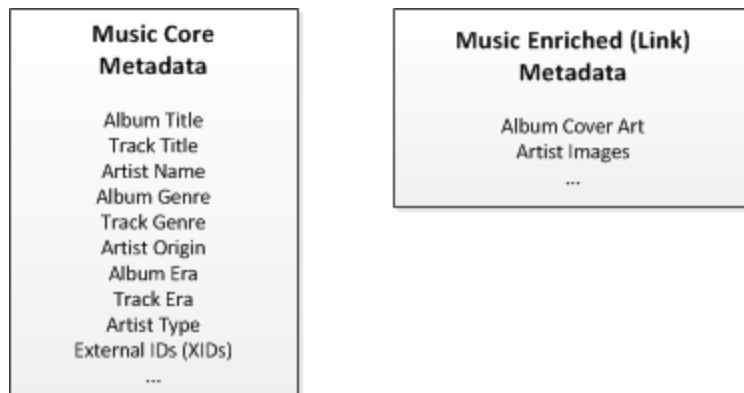 Music Core
Metadata
Album Title
Track Title
Artist Name
Album Genre
Track Genre
Artist Origin
Album Era
Track Era
Artist Type
External IDs (XIDs)
...
Music Enriched (Link)
Metadata
Album Cover Art
Artist Images
...